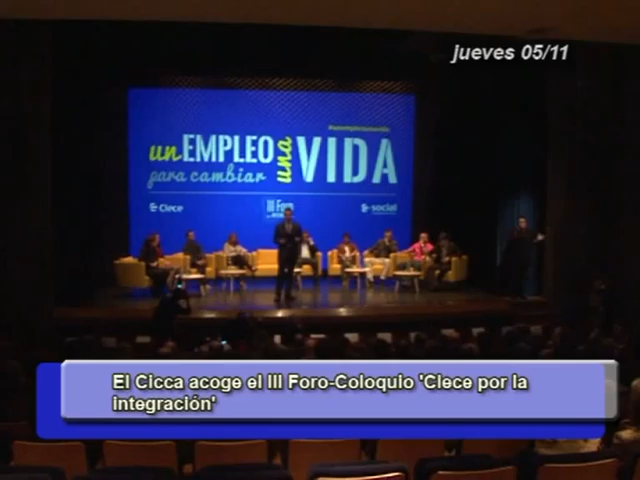 jueves 05/11
un EMPLEO una VIDA
para cambiar
Clece
III Foro
social
El Cicca acoge el III Foro-Coloquio 'Clece por la
integración'